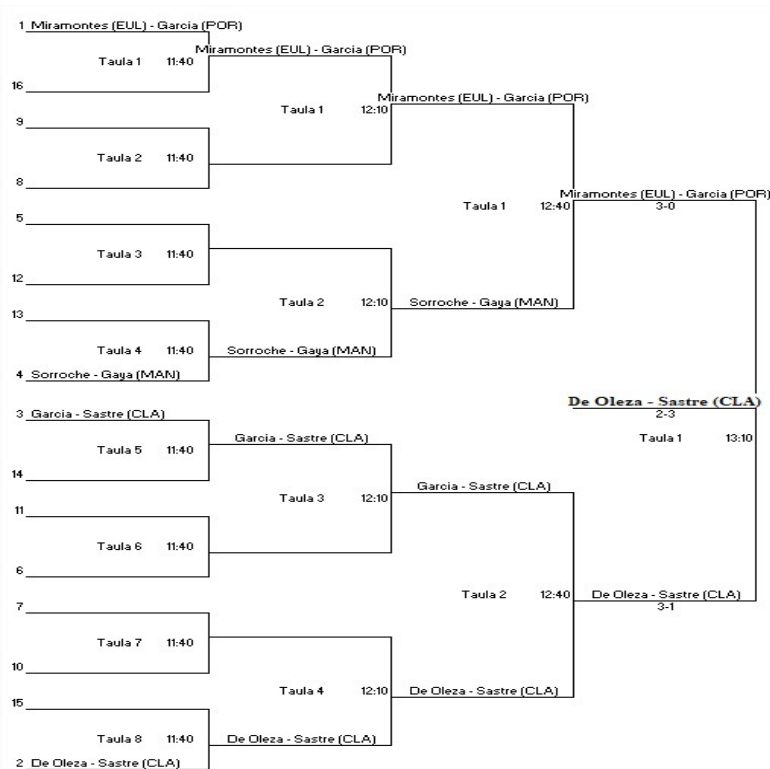 1 Miramontes (EUL) - Garcia (POR)
Miramontes (EUL) - Garcia (POR)
Taula 1 11:40
16
Miramontes (EUL) - Garcia (POR)
Taula 1 12:10
9
Taula 2 11:40
8
Miramontes (EUL) - Garcia (POR)
3-0
Taula 1 12:40
5
Taula 3 11:40
12
Taula 2 12:10
Sorroche - Gaya (MAN)
13
Taula 4 11:40
Sorroche - Gaya (MAN)
4 Sorroche - Gaya (MAN)
De Oleza - Sastre (CLA)
2-3
Taula 1 13:10
3 Garcia - Sastre (CLA)
Garcia - Sastre (CLA)
Taula 5 11:40
14
Garcia - Sastre (CLA)
Taula 3 12:10
11
Taula 6 11:40
6
Taula 2 12:40
De Oleza - Sastre (CLA)
3-1
7
Taula 7 11:40
10
Taula 4 12:10
De Oleza - Sastre (CLA)
15
Taula 8 11:40
De Oleza - Sastre (CLA)
2 De Oleza - Sastre (CLA)